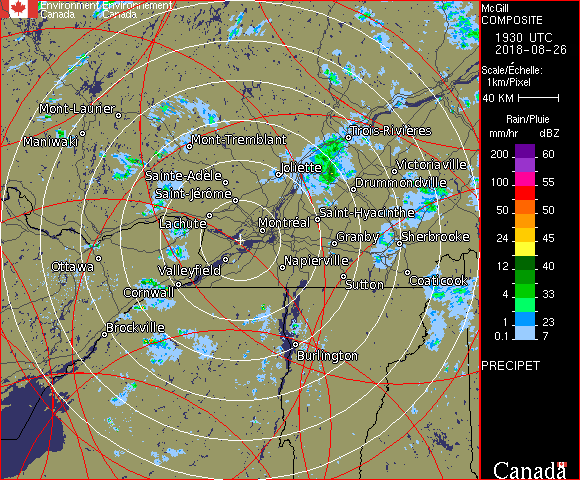 Environment Environnement
Canada Canada
McGill
COMPOSITE
1930 UTC
2018-08-26
Scale/Échelle:
1km/Pixel
40 KM
Rain/Pluie
mm/hr dBZ
200 60
100 55
50 50
24 45
12 40
4 33
1 23
0.1 7
PRECIPET
Mont-Laurier
Maniwaki
Mont-Tremblant
Trois-Rivières
Sainte-Adèle
Joliette
Victoriaville
Saint-Jérôme
Drummondville
Lachute
Saint-Hyacinthe
Montréal
Granby
Sherbrooke
Ottawa
Valleyfield
Napierville
Cornwall
Sutton
Coaticook
Brockville
Burlington
Canada